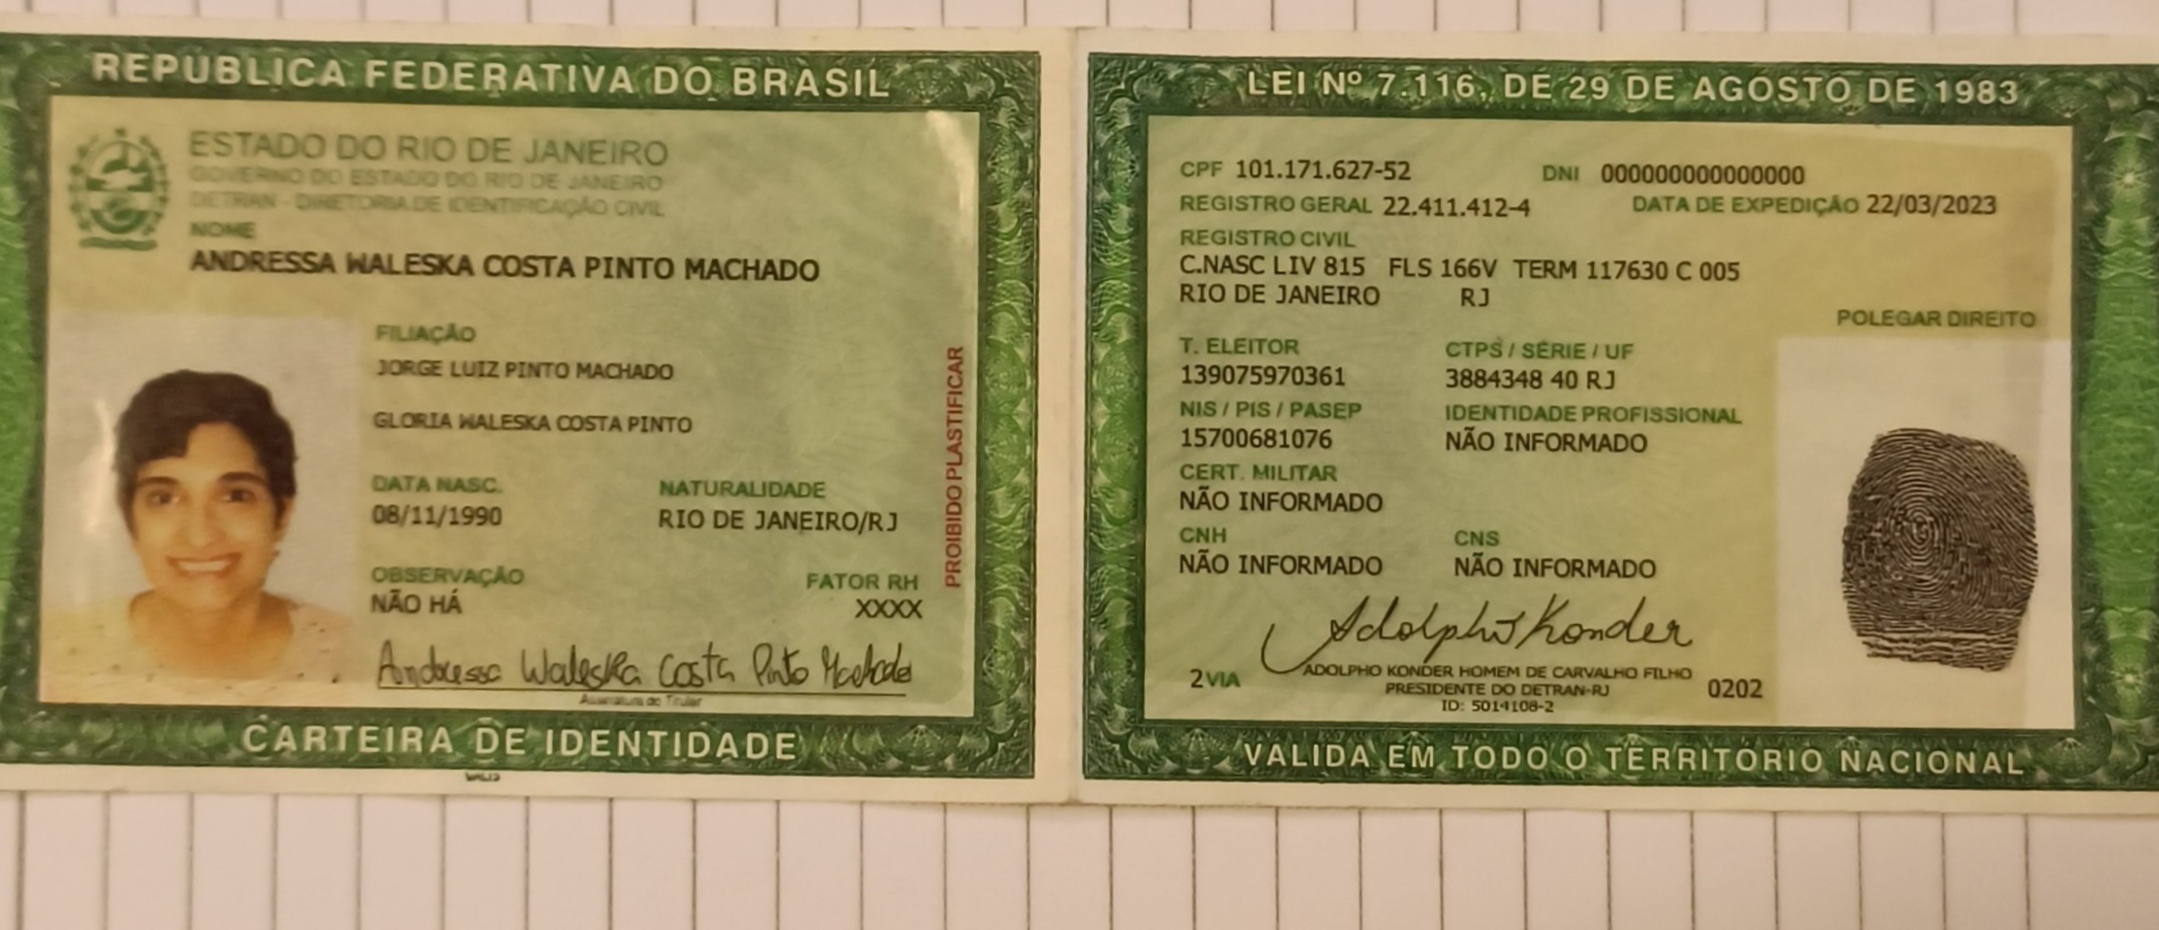 REPÚBLICA FEDERATIVA DO BRASIL
ESTADO DO RIO DE JANEIRO
GOVERNO DO ESTADO DO RIO DE JANEIRO
DETRAN - DIRETORIA DE IDENTIFICAÇÃO CIVIL
NOME
ANDRESSA WALESKA COSTA PINTO MACHADO
FILIAÇÃO
JORGE LUIZ PINTO MACHADO
GLORIA WALESKA COSTA PINTO
DATA NASC. NATURALIDADE
08/11/1990 RIO DE JANEIRO/RJ
OBSERVAÇÃO FATOR RH
NÃO HÁ XXXX
PROIBIDO PLASTIFICAR
Andressa Waleska Costa Pinto Machado
Assinatura do Titular
CARTEIRA DE IDENTIDADE
LEI Nº 7.116, DE 29 DE AGOSTO DE 1983
CPF 101.171.627-52 DNI 000000000000000
REGISTRO GERAL 22.411.412-4 DATA DE EXPEDIÇÃO 22/03/2023
REGISTRO CIVIL
C.NASC LIV 815 FLS 166V TERM 117630 C 005
RIO DE JANEIRO RJ
POLEGAR DIREITO
T. ELEITOR CTPS / SÉRIE / UF
139075970361 3884348 40 RJ
NIS / PIS / PASEP IDENTIDADE PROFISSIONAL
15700681076 NÃO INFORMADO
CERT. MILITAR
NÃO INFORMADO
CNH CNS
NÃO INFORMADO NÃO INFORMADO
Adolpho Konder
2 VIA ADOLPHO KONDER HOMEM DE CARVALHO FILHO 0202
PRESIDENTE DO DETRAN-RJ
ID: 5014108-2
VALIDA EM TODO O TERRITÓRIO NACIONAL